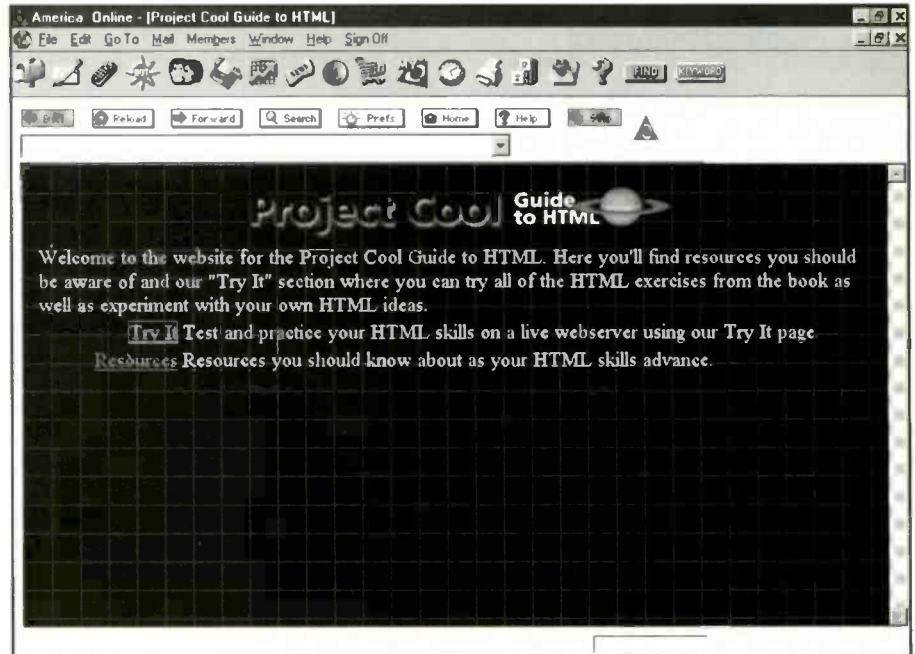 America Online - [Project Cool Guide to HTML]
File Edit Go To Mail Members Window Help Sign Off
FIND KEYWORD
Reload Forward Search Prefs Home Help
Project Cool Guide to HTML
Welcome to the website for the Project Cool Guide to HTML. Here you'll find resources you should
be aware of and our "Try It" section where you can try all of the HTML exercises from the book as
well as experiment with your own HTML ideas.
Try It Test and practice your HTML skills on a live webserver using our Try It page
Resources Resources you should know about as your HTML skills advance.